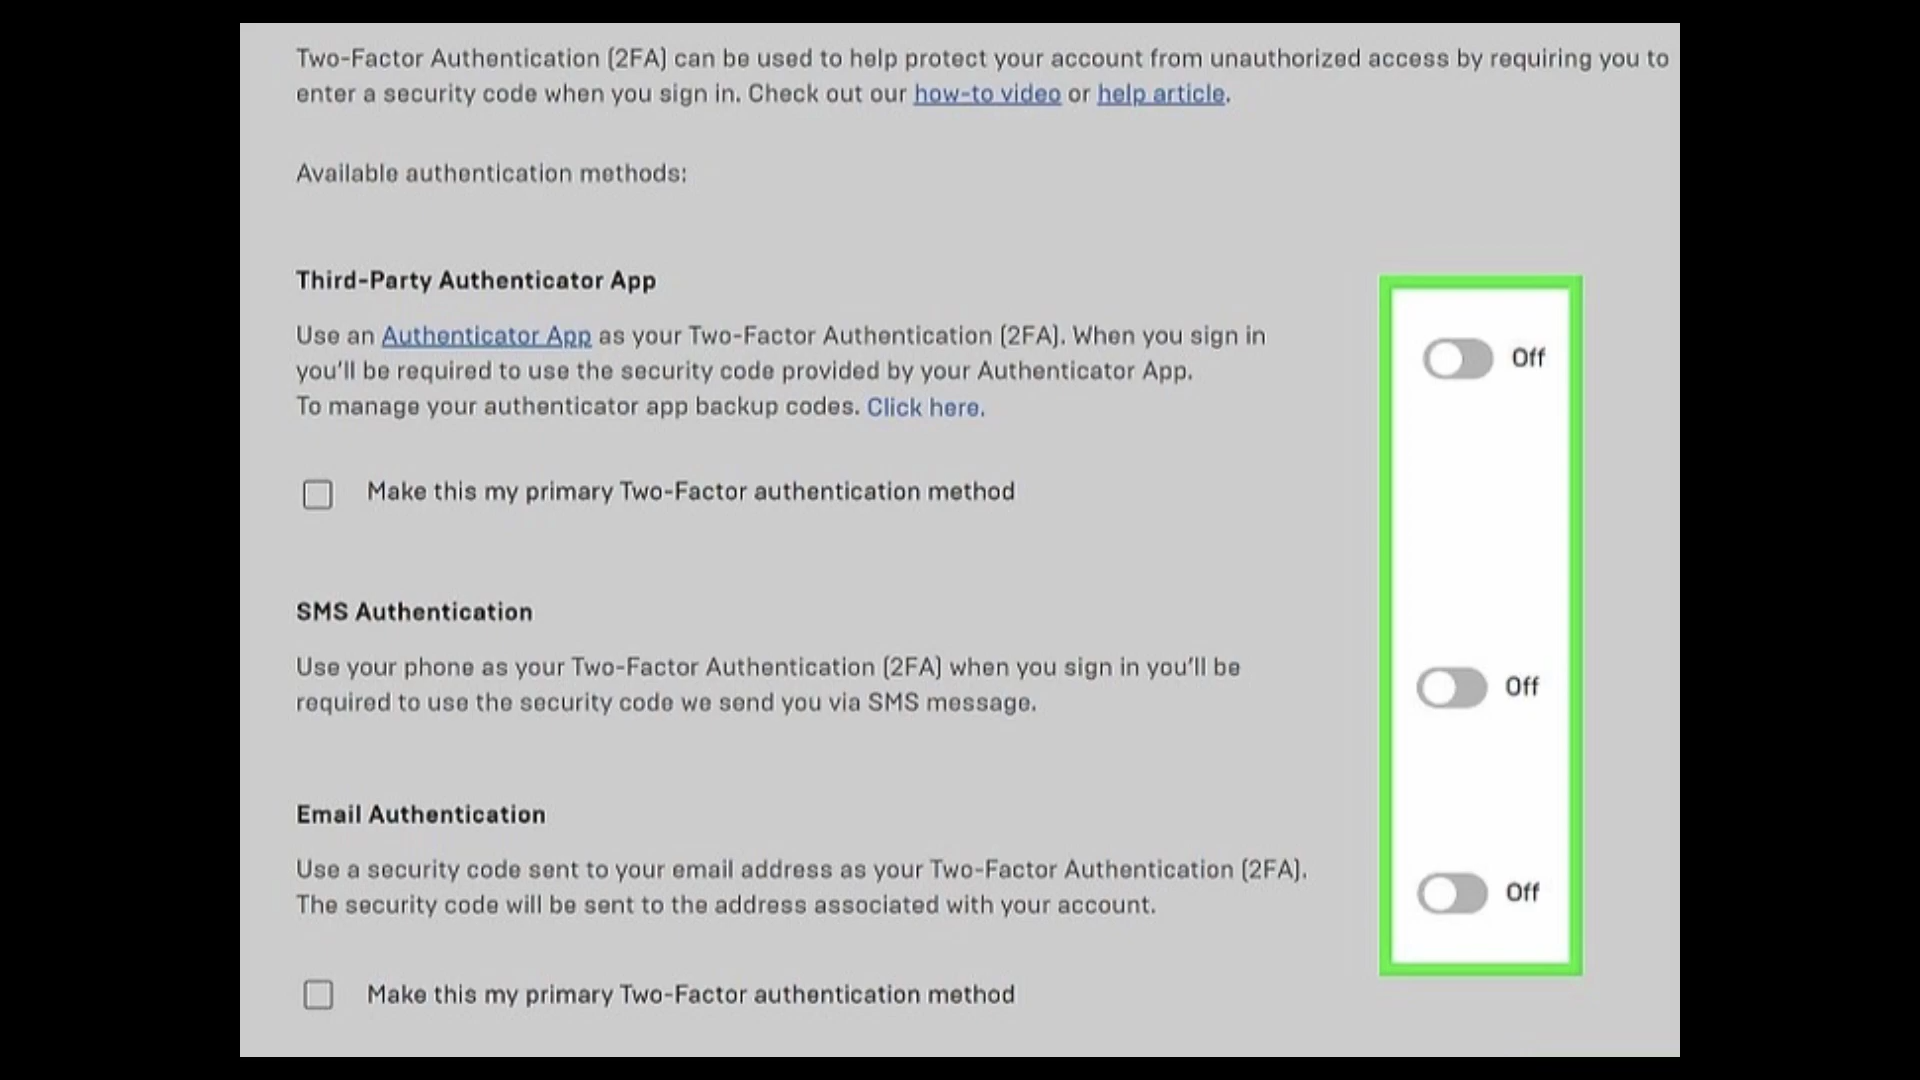 Two-Factor Authentication (2FA) can be used to help protect your account from unauthorized access by requiring you to
enter a security code when you sign in. Check out our how-to video or help article.
Available authentication methods:
Third-Party Authenticator App
Use an Authenticator App as your Two-Factor Authentication (2FA). When you sign in
you'll be required to use the security code provided by your Authenticator App.
To manage your authenticator app backup codes. Click here.
Off
Make this my primary Two-Factor authentication method
SMS Authentication
Use your phone as your Two-Factor Authentication (2FA) when you sign in you'll be
required to use the security code we send you via SMS message.
Off
Email Authentication
Use a security code sent to your email address as your Two-Factor Authentication (2FA).
The security code will be sent to the address associated with your account.
Off
Make this my primary Two-Factor authentication method